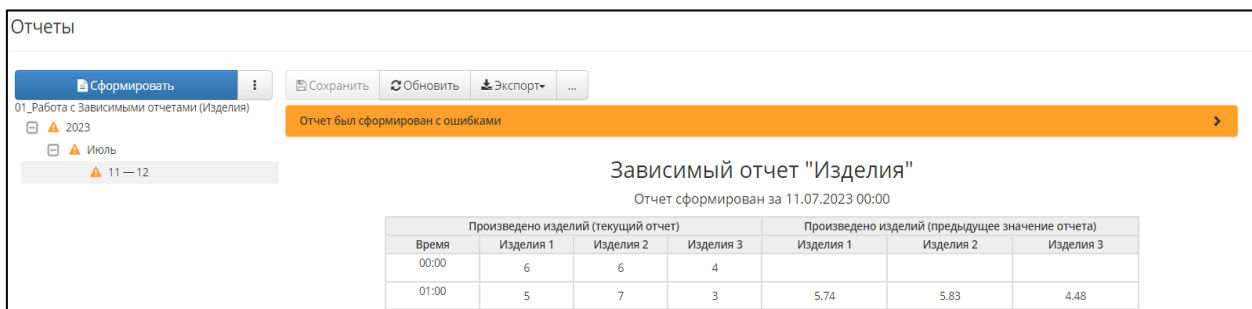 Отчеты
Сформировать
Сохранить Обновить Экспорт ...
01_Работа с Зависимыми отчетами (Изделия)
2023
Июль
11 — 12
Отчет был сформирован с ошибками
Зависимый отчет "Изделия"
Отчет сформирован за 11.07.2023 00:00
Произведено изделий (текущий отчет) Произведено изделий (предыдущее значение отчета)
Время Изделия 1 Изделия 2 Изделия 3 Изделия 1 Изделия 2 Изделия 3
00:00 6 6 4
01:00 5 7 3 5.74 5.83 4.48